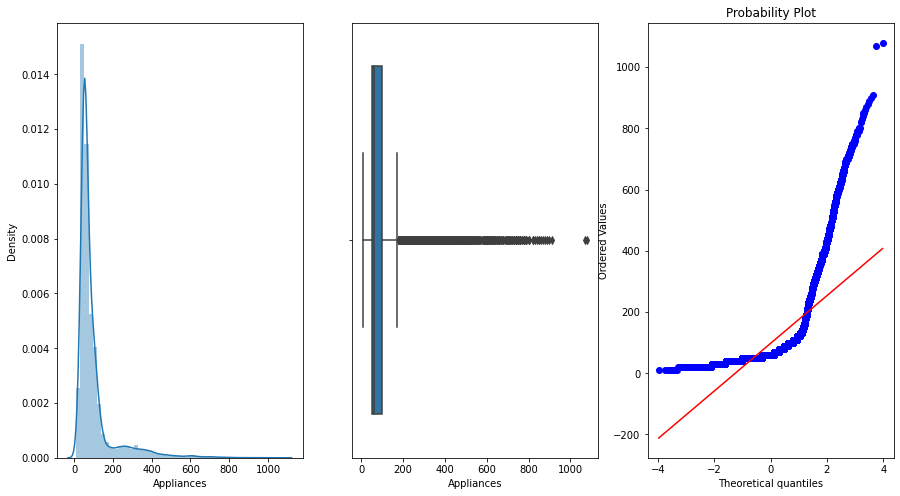 Density
0.014
0.012
0.010
0.008
0.006
0.004
0.002
0.000
0 200 400 600 800 1000
Appliances
0 200 400 600 800 1000
Appliances
Probability Plot
Ordered Values
1000
800
600
400
200
0
−200
−4 −2 0 2 4
Theoretical quantiles